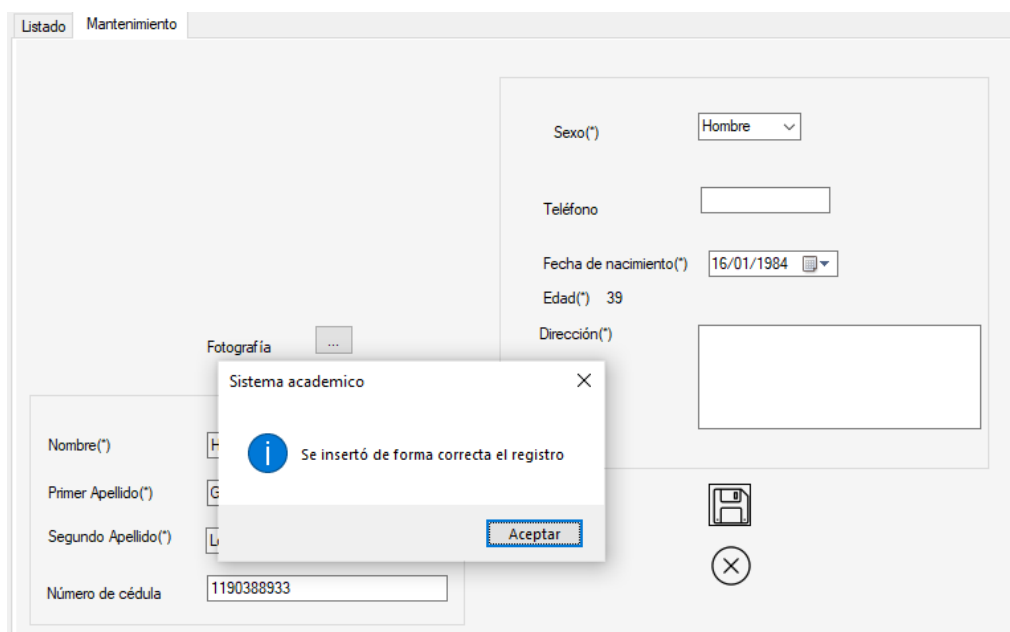 Listado Mantenimiento
Sexo(*) Hombre
Teléfono
Fecha de nacimiento(*) 16/01/1984
Edad(*) 39
Dirección(*)
Fotografía ...
Sistema academico
Se insertó de forma correcta el registro
Aceptar
Nombre(*) H
Primer Apellido(*) G
Segundo Apellido(*)
Número de cédula 1190388933